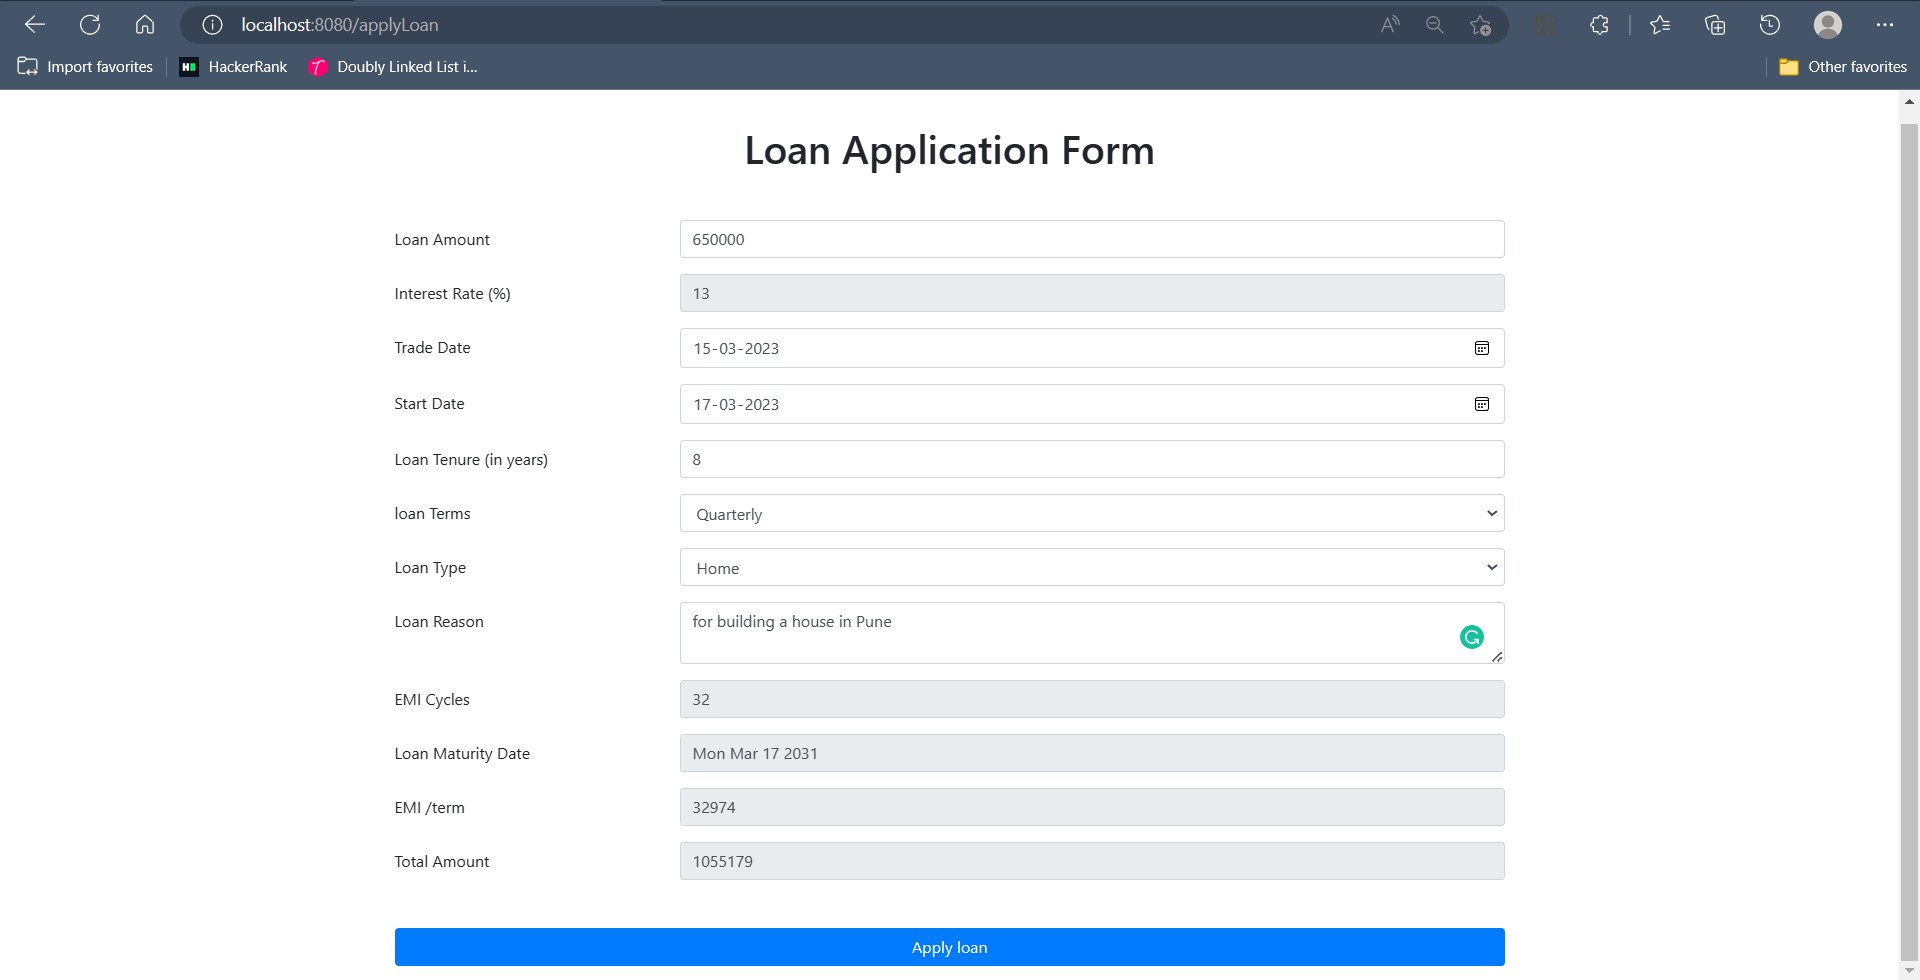 localhost:8080/applyLoan
Import favorites
HackerRank
Doubly Linked List i...
Other favorites
Loan Application Form
Loan Amount 650000
Interest Rate (%) 13
Trade Date 15-03-2023
Start Date 17-03-2023
Loan Tenure (in years) 8
loan Terms Quarterly
Loan Type Home
Loan Reason for building a house in Pune
EMI Cycles 32
Loan Maturity Date Mon Mar 17 2031
EMI /term 32974
Total Amount 1055179
Apply loan